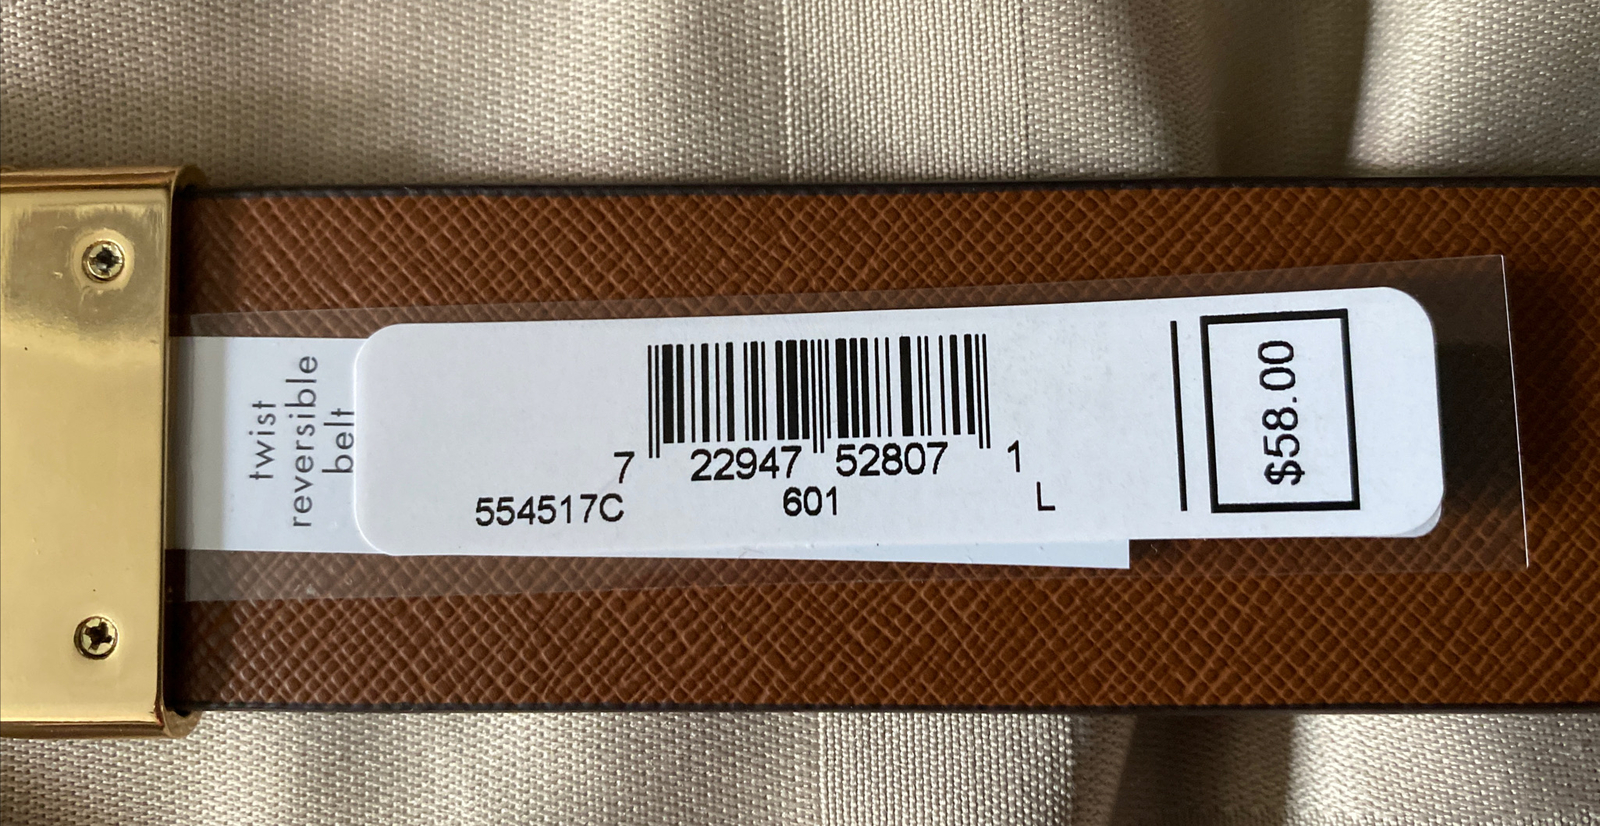 twist
reversible
belt
7 22947 52807 1
554517C 601 L
$58.00